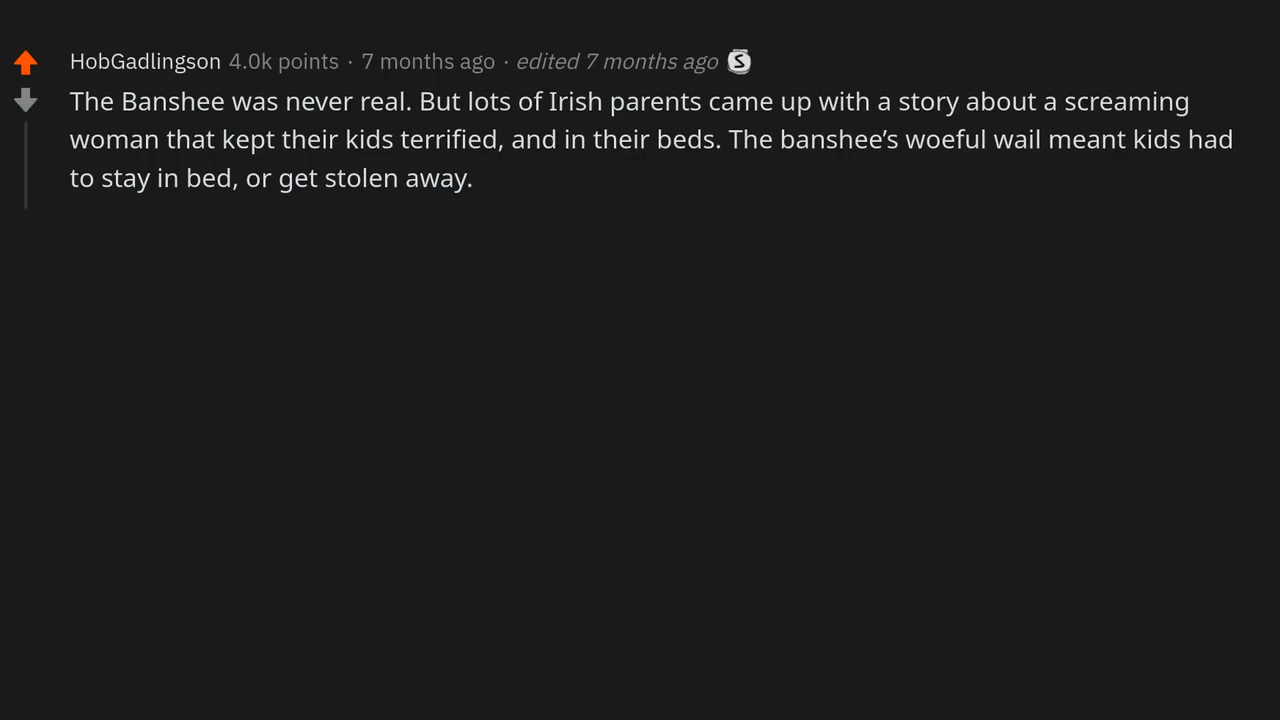 HobGadlingson 4.0k points · 7 months ago · edited 7 months ago S
The Banshee was never real. But lots of Irish parents came up with a story about a screaming
woman that kept their kids terrified, and in their beds. The banshee’s woeful wail meant kids had
to stay in bed, or get stolen away.